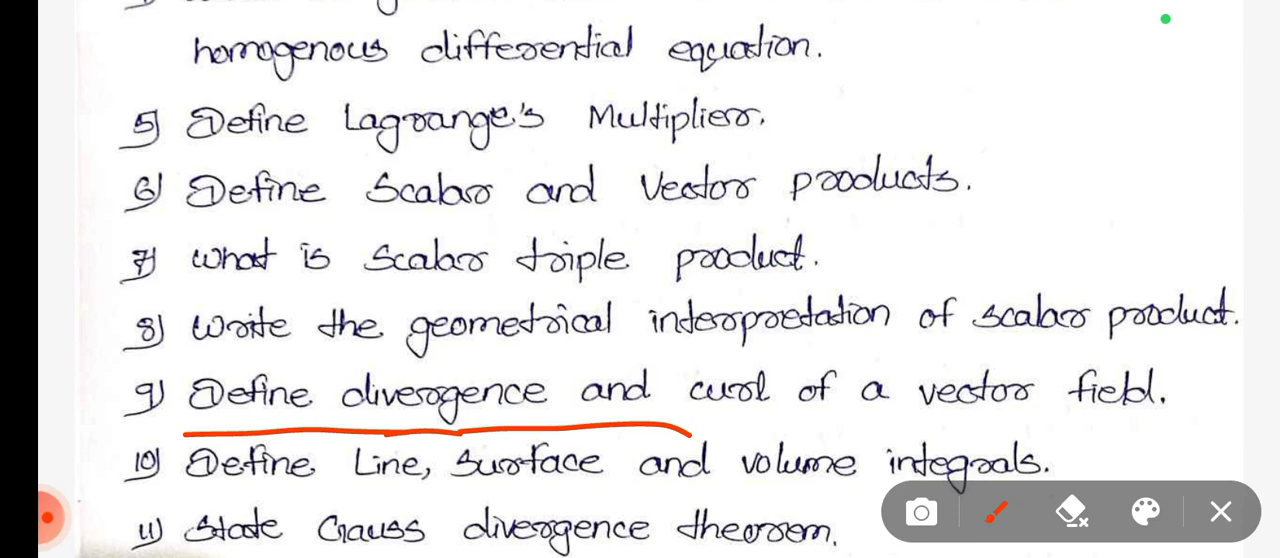 homogenous differential equation.
5) Define Lagrange's Multiplier.
6) Define Scalar and Vector products.
7) what is scalar triple product.
8) write the geometrical interpretation of scalar product.
9) Define divergence and curl of a vector field.
10) Define Line, surface and volume integrals.
11) State Gauss divergence theorem.